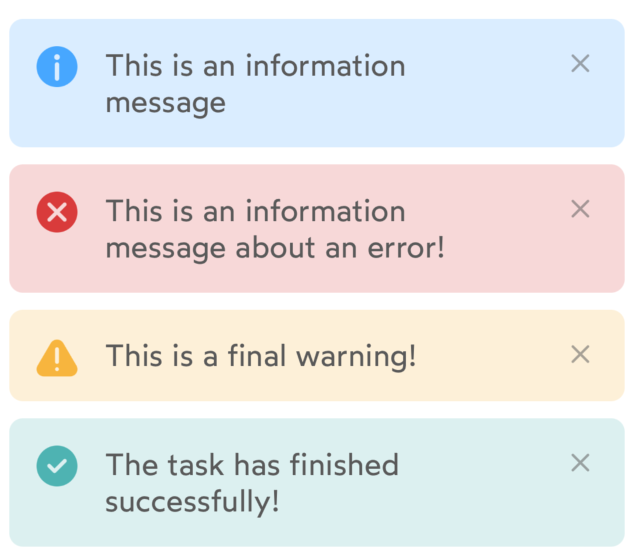 This is an information
message
This is an information
message about an error!
This is a final warning!
The task has finished
successfully!